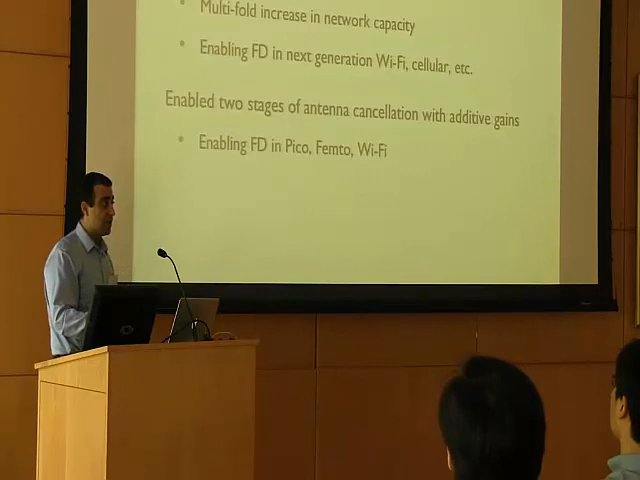 Multi-fold increase in network capacity
Enabling FD in next generation Wi-Fi, cellular, etc.
Enabled two stages of antenna cancellation with additive gains
Enabling FD in Pico, Femto, Wi-Fi